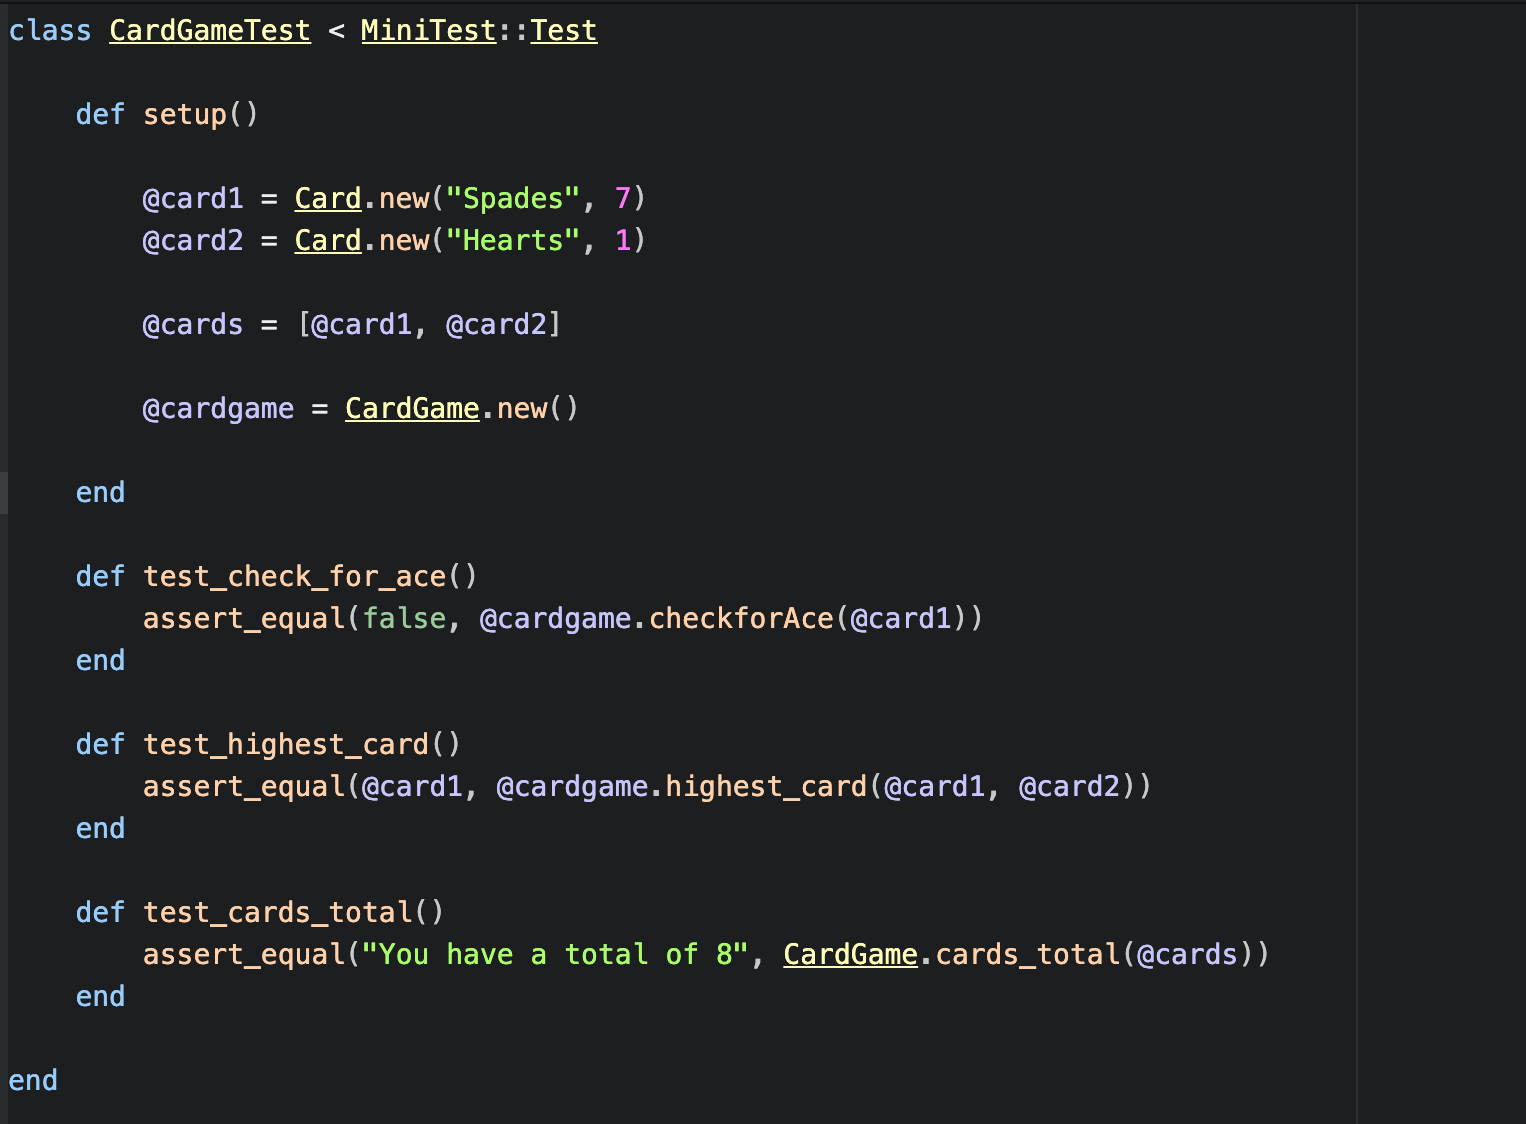 class CardGameTest < MiniTest::Test
def setup()
@card1 = Card.new("Spades", 7)
@card2 = Card.new("Hearts", 1)
@cards = [@card1, @card2]
@cardgame = CardGame.new()
end
def test_check_for_ace()
assert_equal(false, @cardgame.checkforAce(@card1))
end
def test_highest_card()
assert_equal(@card1, @cardgame.highest_card(@card1, @card2))
end
def test_cards_total()
assert_equal("You have a total of 8", CardGame.cards_total(@cards))
end
end